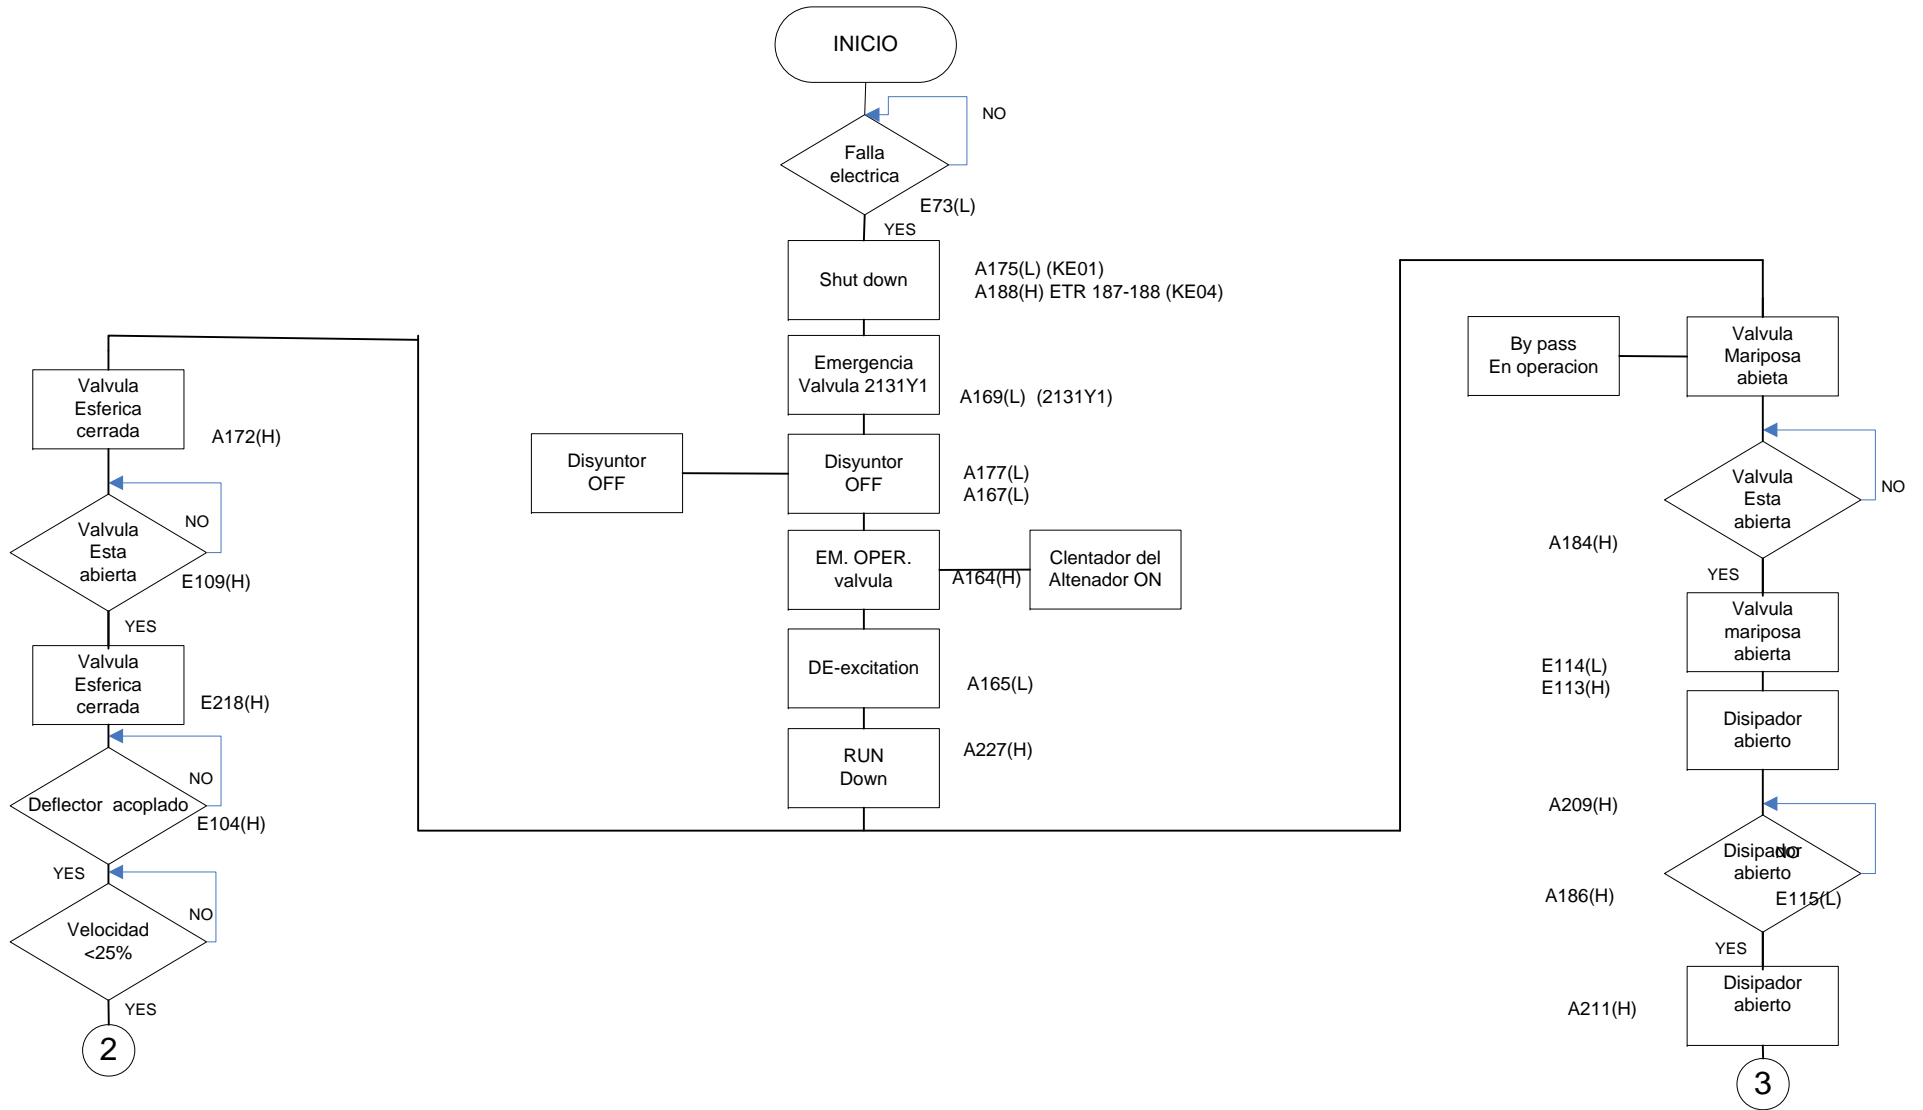 INICIO
NO
Falla
electrica
E73(L)
YES
Shut down
A175(L) (KE01)
A188(H) ETR 187-188 (KE04)
Emergencia
Valvula 2131Y1
A169(L)  (2131Y1)
Disyuntor
OFF
Disyuntor
OFF
A177(L)
A167(L)
EM. OPER.
valvula
A164(H)
Clentador del
Altenador ON
DE-excitation
A165(L)
RUN
Down
A227(H)
Valvula
Esferica
cerrada
A172(H)
NO
Valvula
Esta
abierta
E109(H)
YES
Valvula
Esferica
cerrada
E218(H)
NO
Deflector  acoplado
E104(H)
YES
NO
Velocidad
<25%
YES
2
By pass
En operacion
Valvula
Mariposa
abieta
Valvula
Esta
abierta
NO
A184(H)
YES
Valvula
mariposa
abierta
E114(L)
E113(H)
Disipador
abierto
A209(H)
Disipador
abierto
NO
A186(H)
E115(L)
YES
Disipador
abierto
A211(H)
3